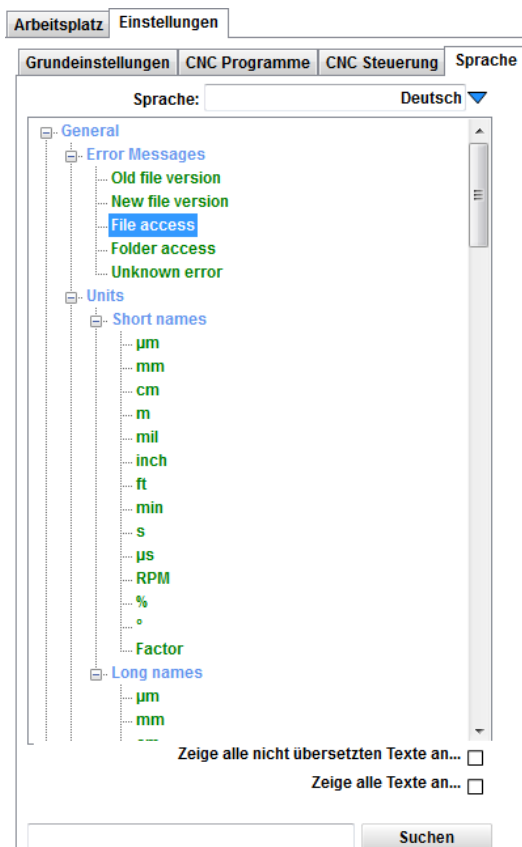 Arbeitsplatz Einstellungen
Grundeinstellungen CNC Programme CNC Steuerung Sprache
Sprache: Deutsch
General
Error Messages
Old file version
New file version
File access
Folder access
Unknown error
Units
Short names
µm
mm
cm
m
mil
inch
ft
min
s
µs
RPM
%
°
Factor
Long names
µm
mm
Zeige alle nicht übersetzten Texte an...
Zeige alle Texte an...
Suchen